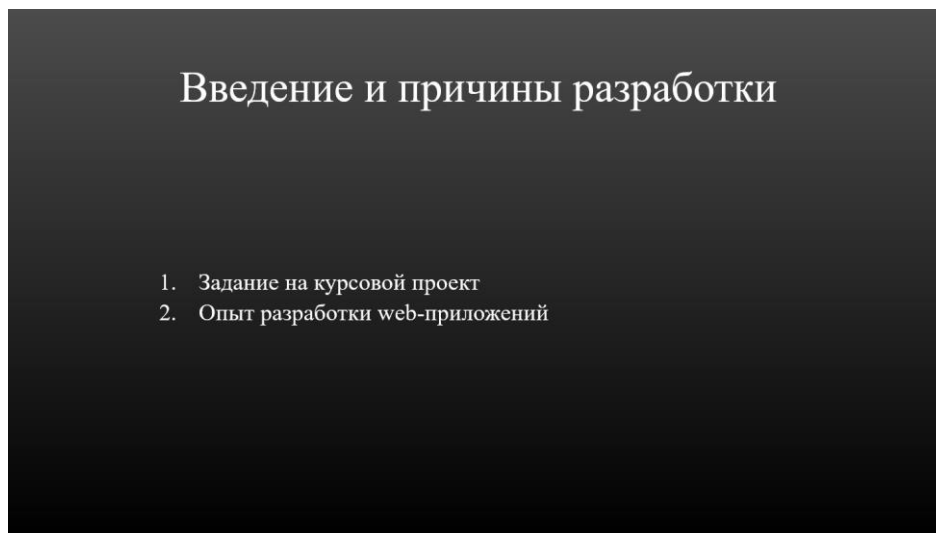 Введение и причины разработки
1. Задание на курсовой проект
2. Опыт разработки web-приложений